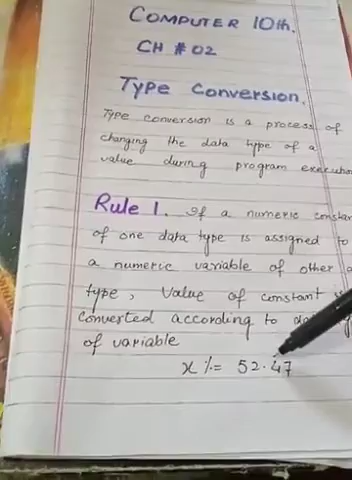 COMPUTER 10th.
CH # 02
Type Conversion.
Type conversion is a process of
changing the data type of a
value during program
Rule 1. If a numeric
of one data type is assigned to
a numeric variable of other
type, Value of constant
converted according to
of variable
x %= 52.47